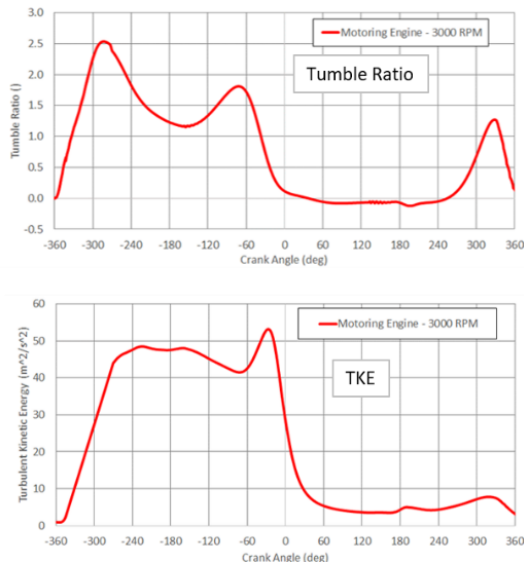 3.0
Motoring Engine - 3000 RPM
2.5
Tumble Ratio
2.0
1.5
1.0
0.5
0.0
-0.5
Tumble Ratio ()
-360 -300 -240 -180 -120 -60 0 60 120 180 240 300 360
Crank Angle (deg)
60
Motoring Engine - 3000 RPM
50
TKE
40
30
20
10
0
Turbulent Kinetic Energy (m^2/s^2)
-360 -300 -240 -180 -120 -60 0 60 120 180 240 300 360
Crank Angle (deg)